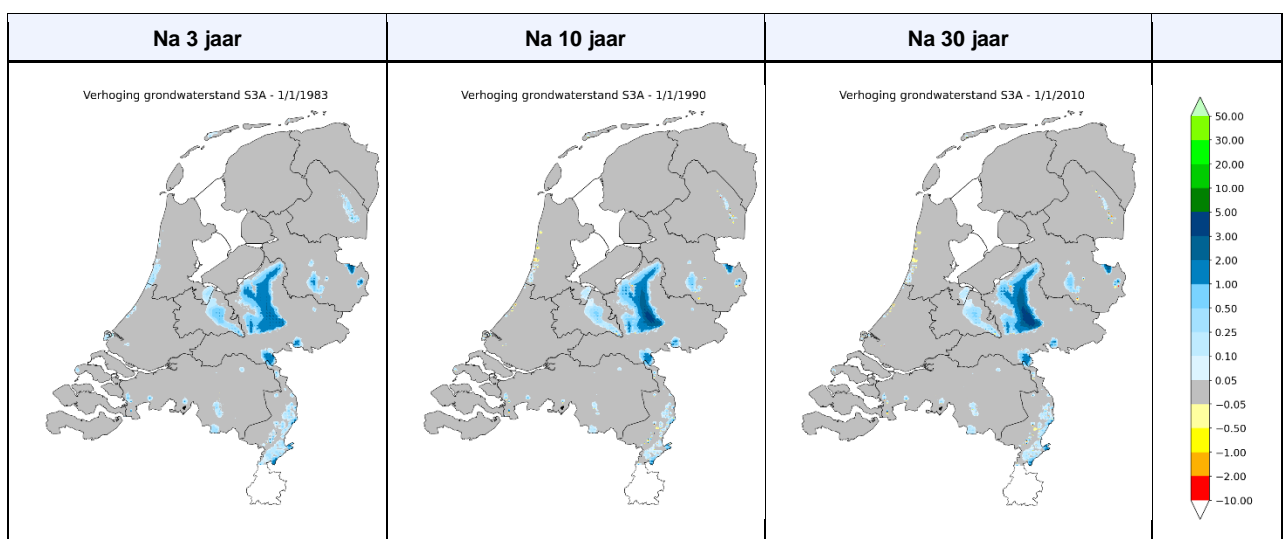 Na 3 jaar
Na 10 jaar
Na 30 jaar
Verhoging grondwaterstand S3A - 1/1/1983
Verhoging grondwaterstand S3A - 1/1/1990
Verhoging grondwaterstand S3A - 1/1/2010
50.00
30.00
20.00
10.00
5.00
3.00
2.00
1.00
0.50
0.25
0.10
0.05
−0.05
−0.50
−1.00
−2.00
−10.00